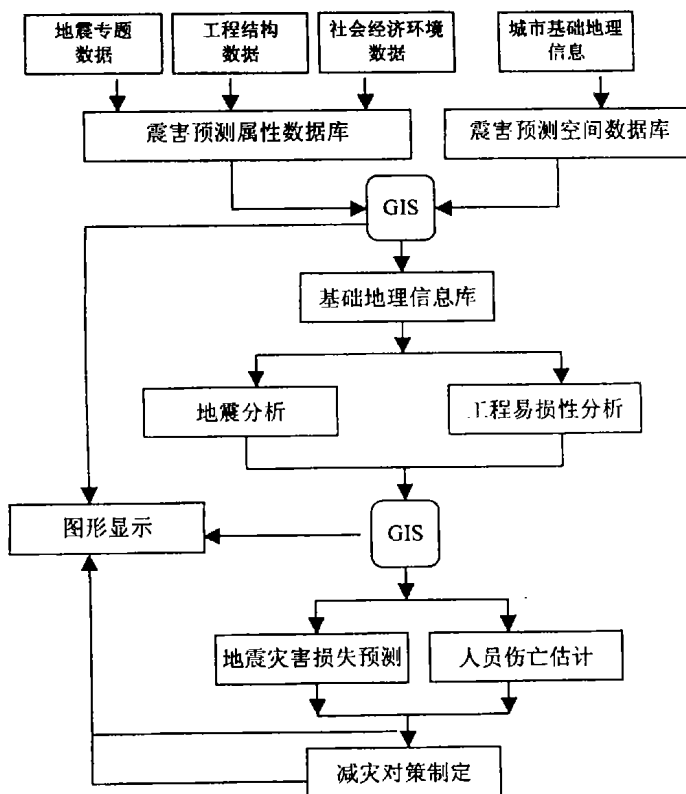 地震专题
数据
工程结构
数据
社会经济环境
数据
城市基础地理
信息
震害预测属性数据库
震害预测空间数据库
GIS
基础地理信息库
地震分析
工程易损性分析
图形显示
GIS
地震灾害损失预测
人员伤亡估计
减灾对策制定